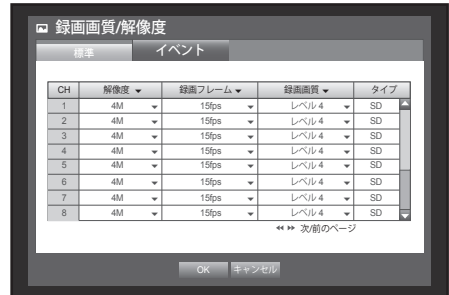 録画画質/解像度
標準 イベント
CH 解像度 録画フレーム 録画画質 タイプ
1 4M 15fps レベル 4 SD
2 4M 15fps レベル 4 SD
3 4M 15fps レベル 4 SD
4 4M 15fps レベル 4 SD
5 4M 15fps レベル 4 SD
6 4M 15fps レベル 4 SD
7 4M 15fps レベル 4 SD
8 4M 15fps レベル 4 SD
次/前のページ
OK キャンセル